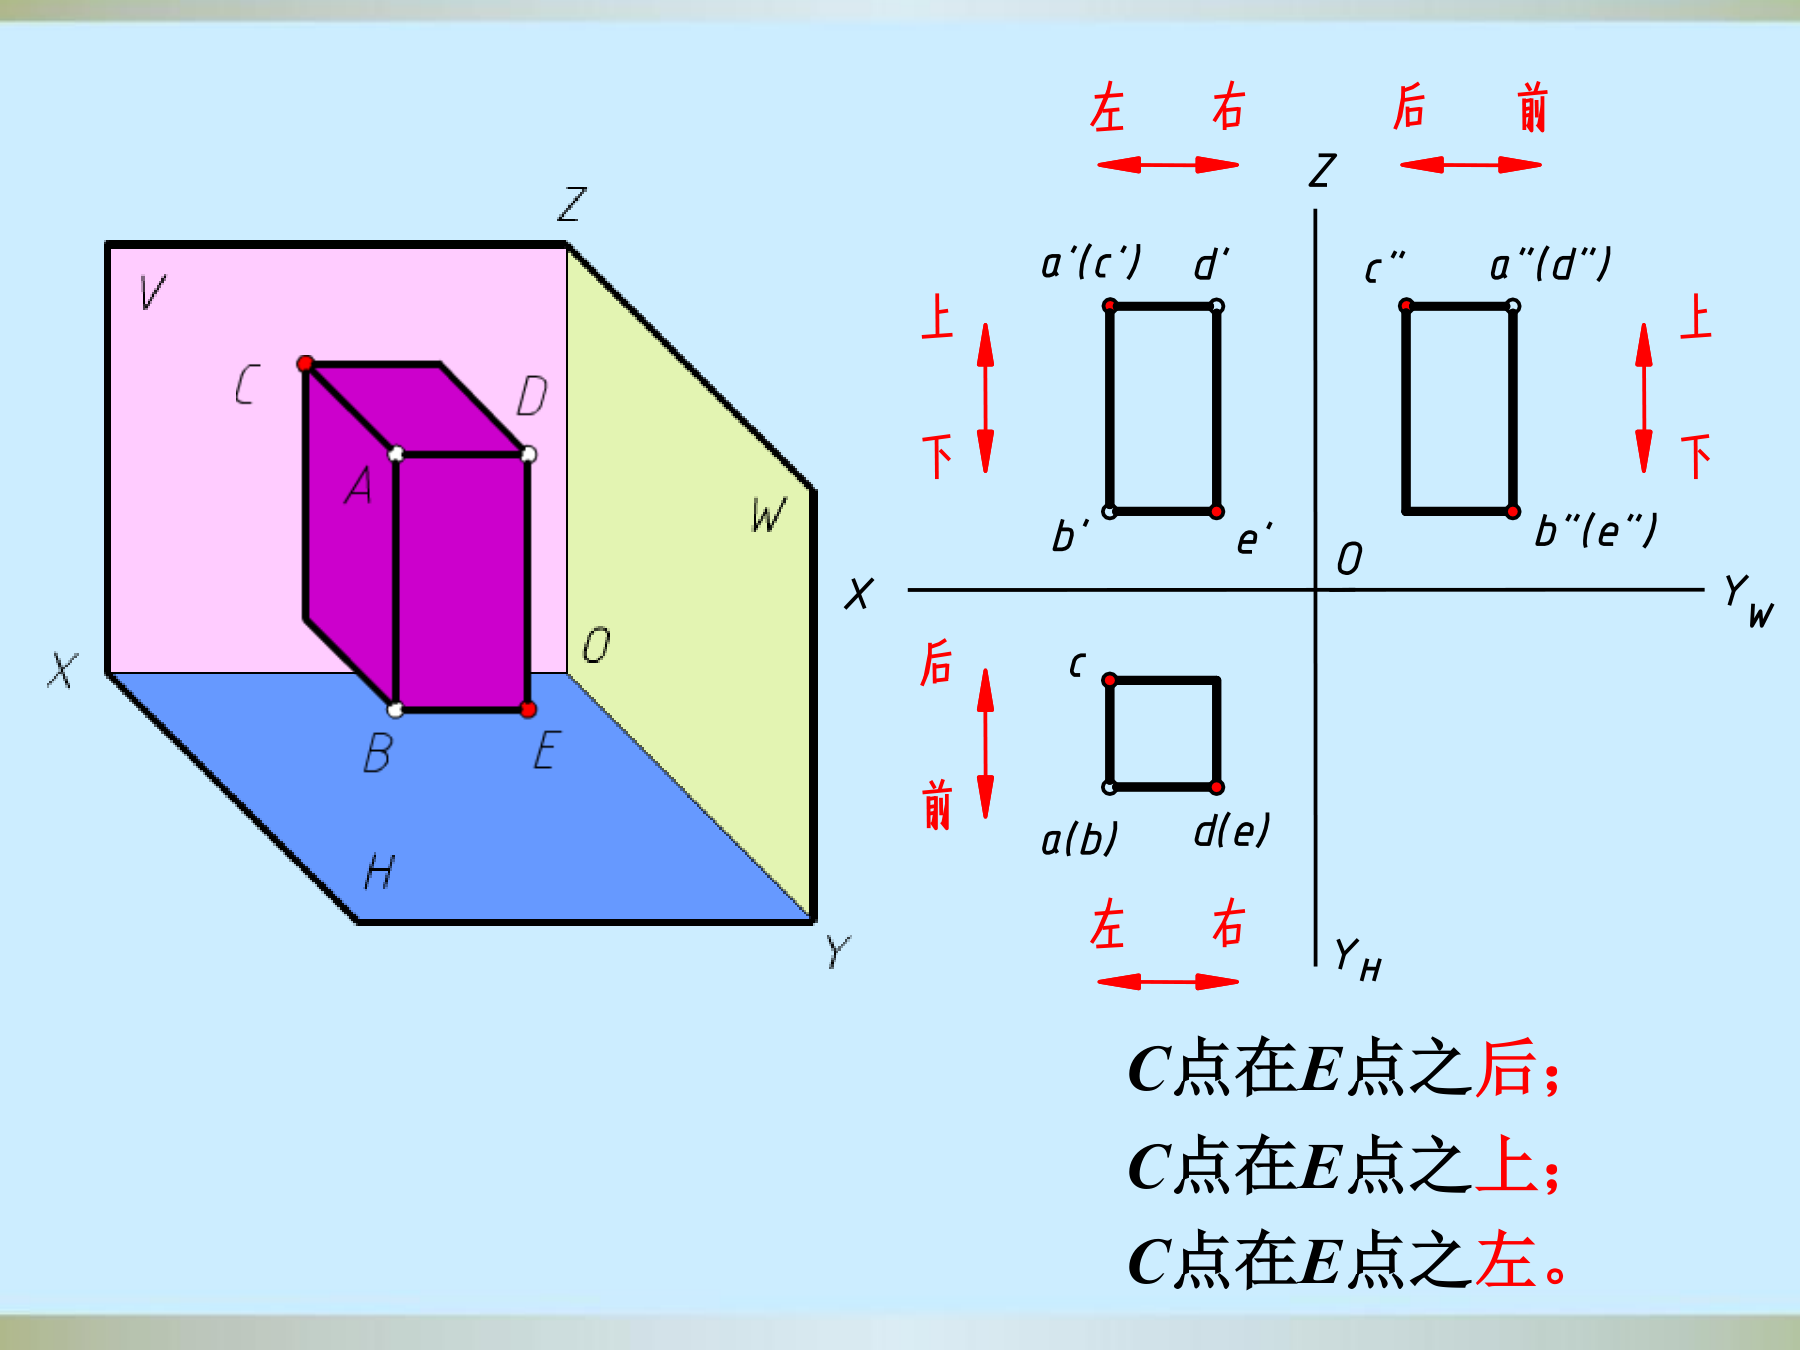 Z
V
C
D
A
W
X
O
B
E
H
Y
左 右 后 前
Z
a′(c′) d′ c″ a″(d″)
上 上
下 下
b′ e′ b″(e″)
X O Y_W
后
c
前
a(b) d(e)
左 右
Y_H
C点在E点之后；
C点在E点之上；
C点在E点之左。